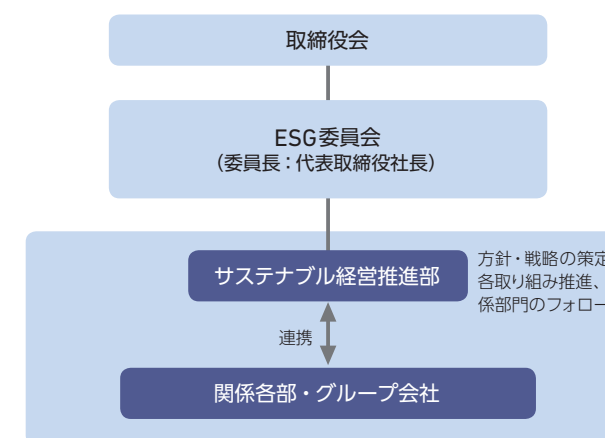 取締役会
ESG委員会
（委員長：代表取締役社長）
サステナブル経営推進部
方針・戦略の策定
各取り組み推進、
係部門のフォロー
連携
関係各部・グループ会社